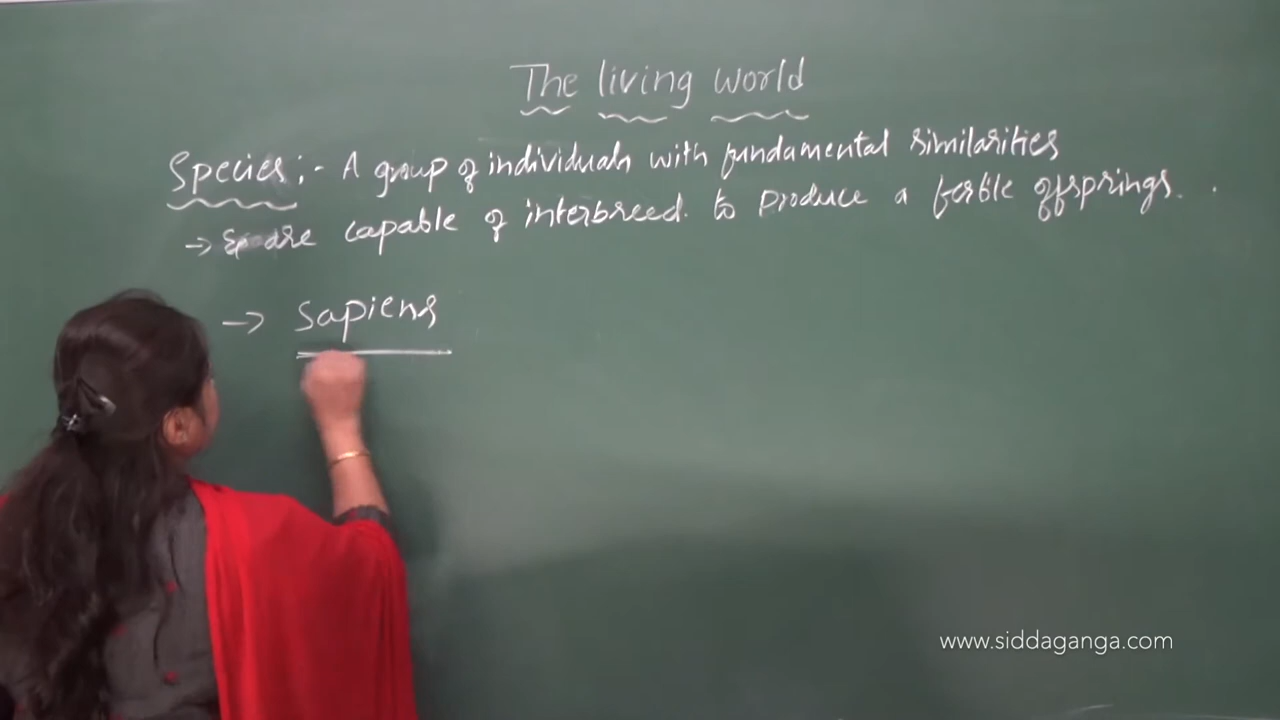 The living world
Species :- A group of individuals with fundamental similarities
→ are capable of interbreed. to produce a fertile offsprings.
→ Sapiens
www.siddaganga.com